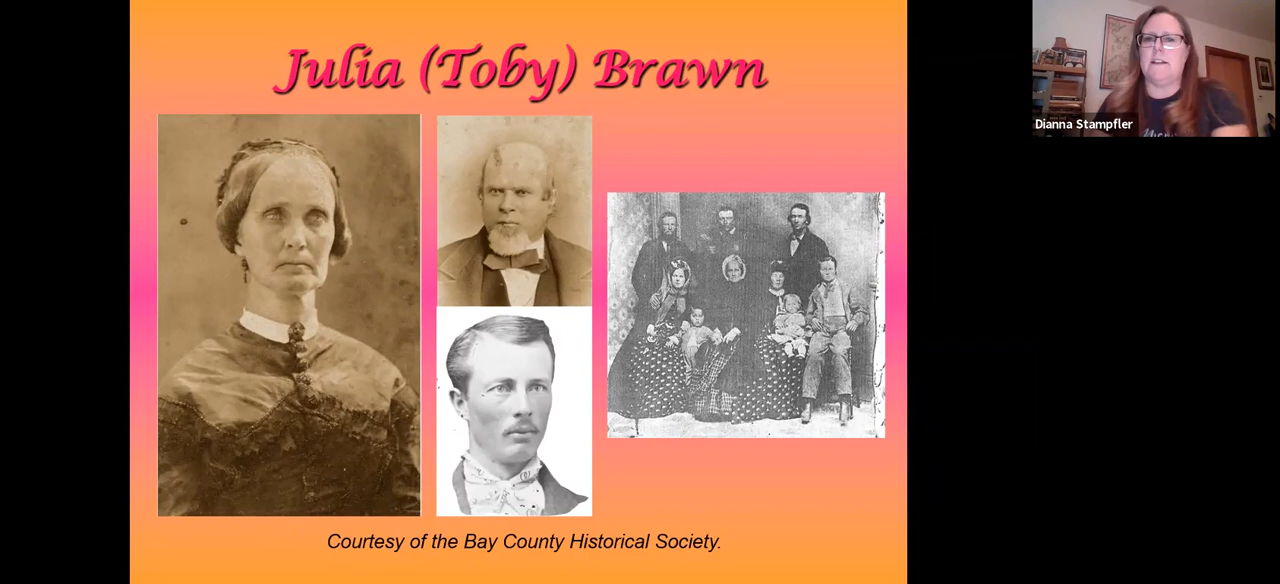 Julia (Toby) Brawn
Dianna Stampfler
Courtesy of the Bay County Historical Society.